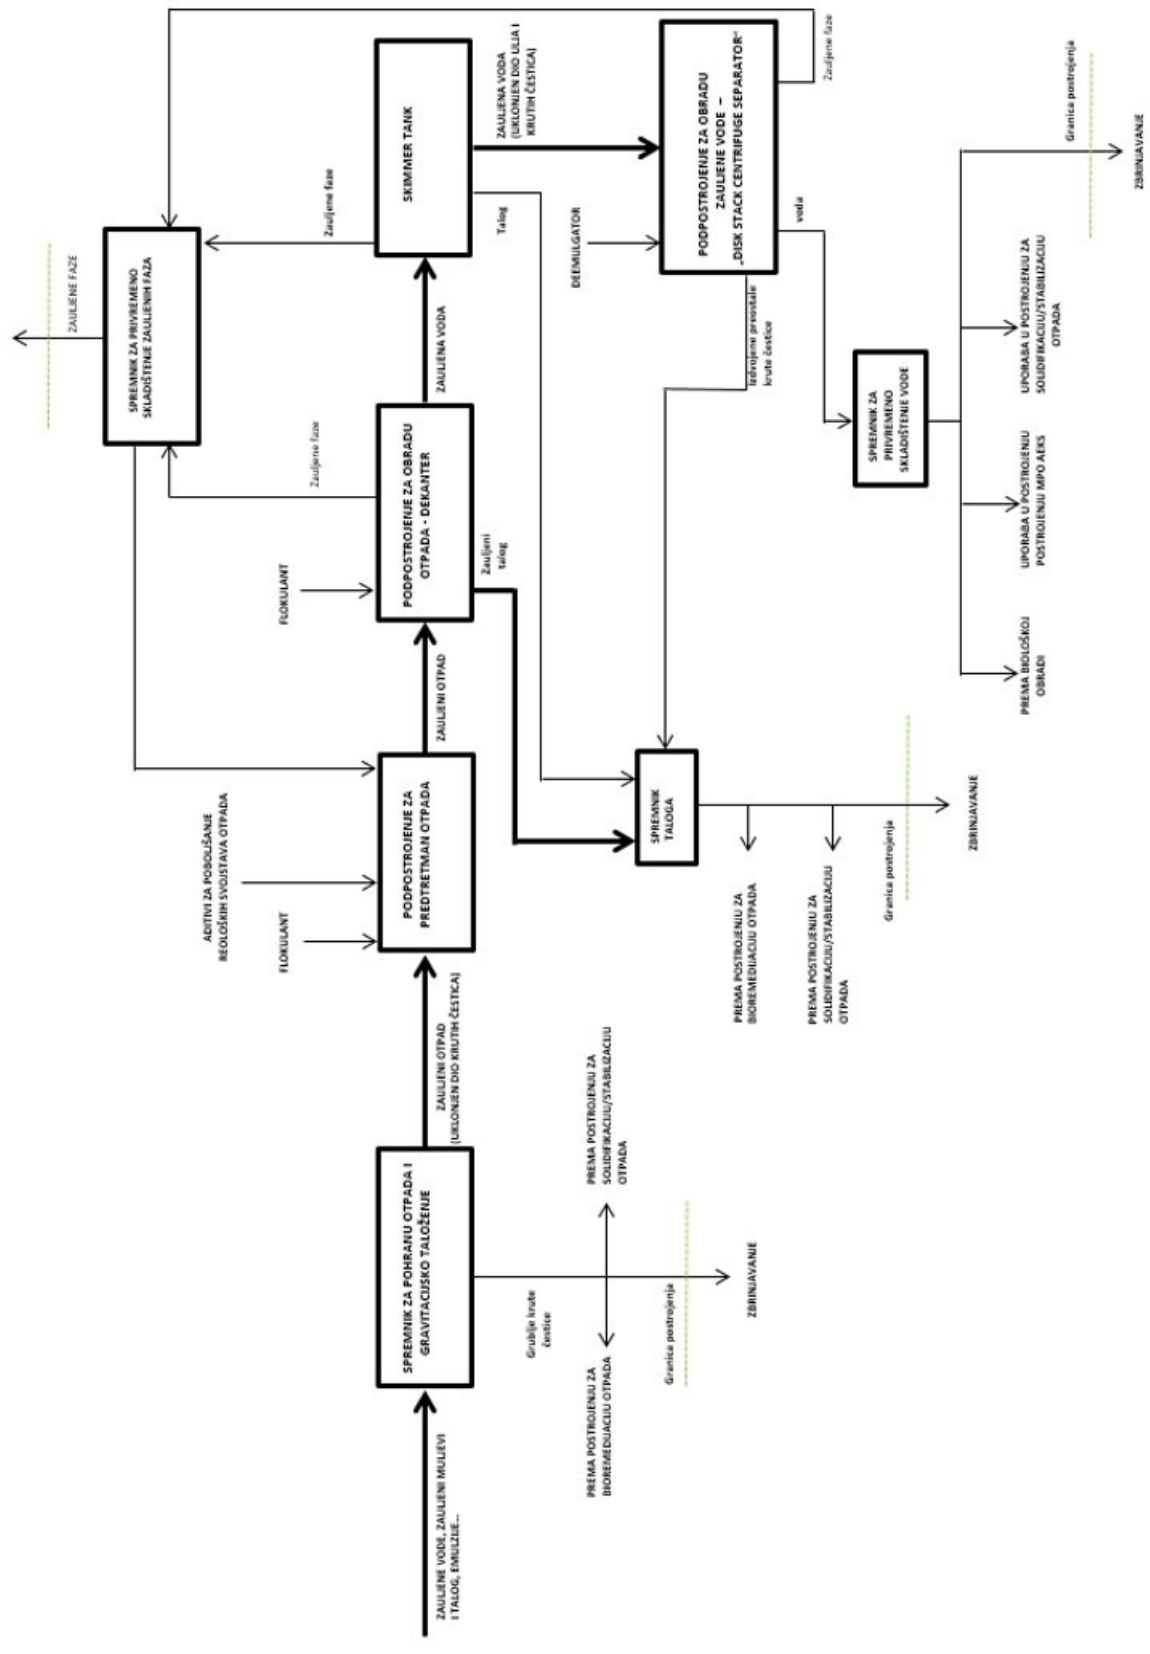 ZAULJENE VODE, ZAULJENI MULJEVI
I TALOG, EMULZIJE...
SPREMNIK ZA POHRANU OTPADA I
GRAVITACIJSKO TALOŽENJE
Grublje krute
čestice
PREMA POSTROJENJU ZA
BIOREMEDIJACIJU OTPADA
PREMA POSTROJENJU ZA
SOLIDIFIKACIJU/STABILIZACIJU
OTPADA
Granica postrojenja
ZBRINJAVANJE
ZAULJENI OTPAD
(UKLONJEN DIO KRUTIH ČESTICA)
FLOKULANT
ADITIVI ZA POBOLJŠANJE
REOLOŠKIH SVOJSTAVA OTPADA
PODPOSTROJENJE ZA
PREDTRETMAN OTPADA
ZAULJENI OTPAD
FLOKULANT
PODPOSTROJENJE ZA OBRADU
OTPADA - DEKANTER
Zauljene faze
Zauljeni
talog
ZAULJENA VODA
SKIMMER TANK
Zauljene faze
Talog
ZAULJENA VODA
(UKLONJEN DIO ULJA I
KRUTIH ČESTICA)
SPREMNIK ZA PRIVREMENO
SKLADIŠTENJE ZAULJENIH FAZA
ZAULJENE FAZE
DEEMULGATOR
PODPOSTROJENJE ZA OBRADU
ZAULJENE VODE –
„DISK STACK CENTRIFUGE SEPARATOR“
Zauljene faze
voda
Izdvojene preostale
krute čestice
SPREMNIK
TALOGA
PREMA POSTROJENJU ZA
BIOREMEDIJACIJU OTPADA
PREMA POSTROJENJU ZA
SOLIDIFIKACIJU/STABILIZACIJU
OTPADA
Granica postrojenja
ZBRINJAVANJE
SPREMNIK ZA
PRIVREMENO
SKLADIŠTENJE VODE
PREMA BIOLOŠKOJ
OBRADI
UPORABA U POSTROJENJU
POSTROJENJU MPO AEKS
UPORABA U POSTROJENJU ZA
SOLIDIFIKACIJU/STABILIZACIJU
OTPADA
Granica postrojenja
ZBRINJAVANJE